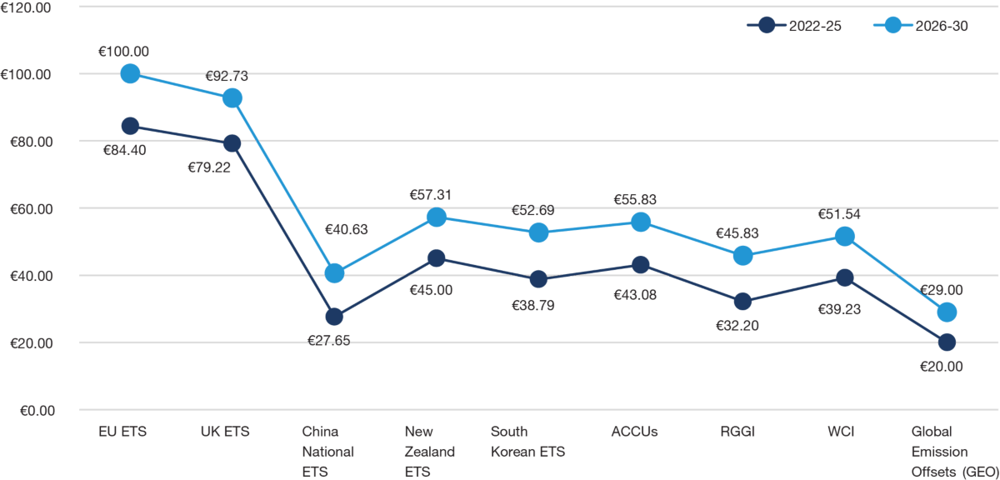 €120.00
2022-25
2026-30
€100.00
€100.00
€92.73
€84.40
€80.00
€79.22
€60.00
€57.31
€52.69
€55.83
€51.54
€40.63
€45.83
€40.00
€45.00
€38.79
€43.08
€32.20
€39.23
€29.00
€27.65
€20.00
€20.00
€0.00
EU ETS
UK ETS
China
National
ETS
New
Zealand
ETS
South
Korean ETS
ACCUs
RGGI
WCI
Global
Emission
Offsets (GEO)